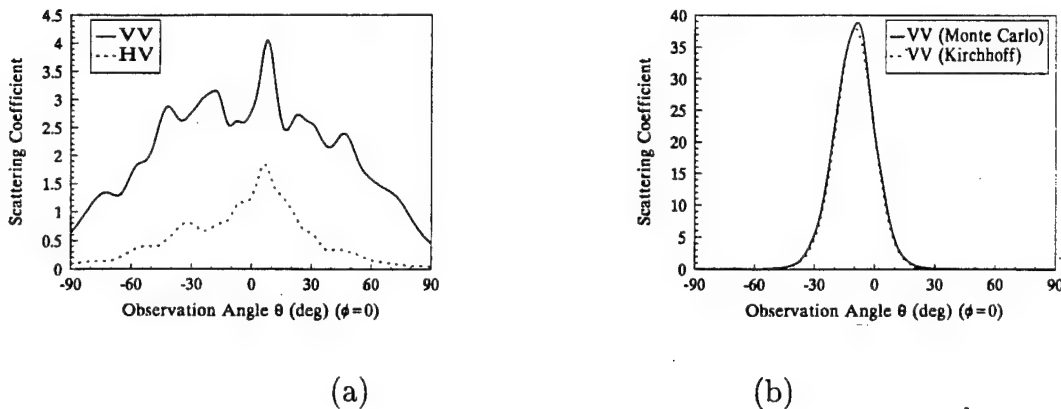 4.5
4
3.5
3
2.5
2
1.5
1
0.5
0
Scattering Coefficient
VV
HV
-90 -60 -30 0 30 60 90
Observation Angle θ (deg) (ϕ=0)
(a)
40
35
30
25
20
15
10
5
0
Scattering Coefficient
VV (Monte Carlo)
VV (Kirchhoff)
-90 -60 -30 0 30 60 90
Observation Angle θ (deg) (ϕ=0)
(b)